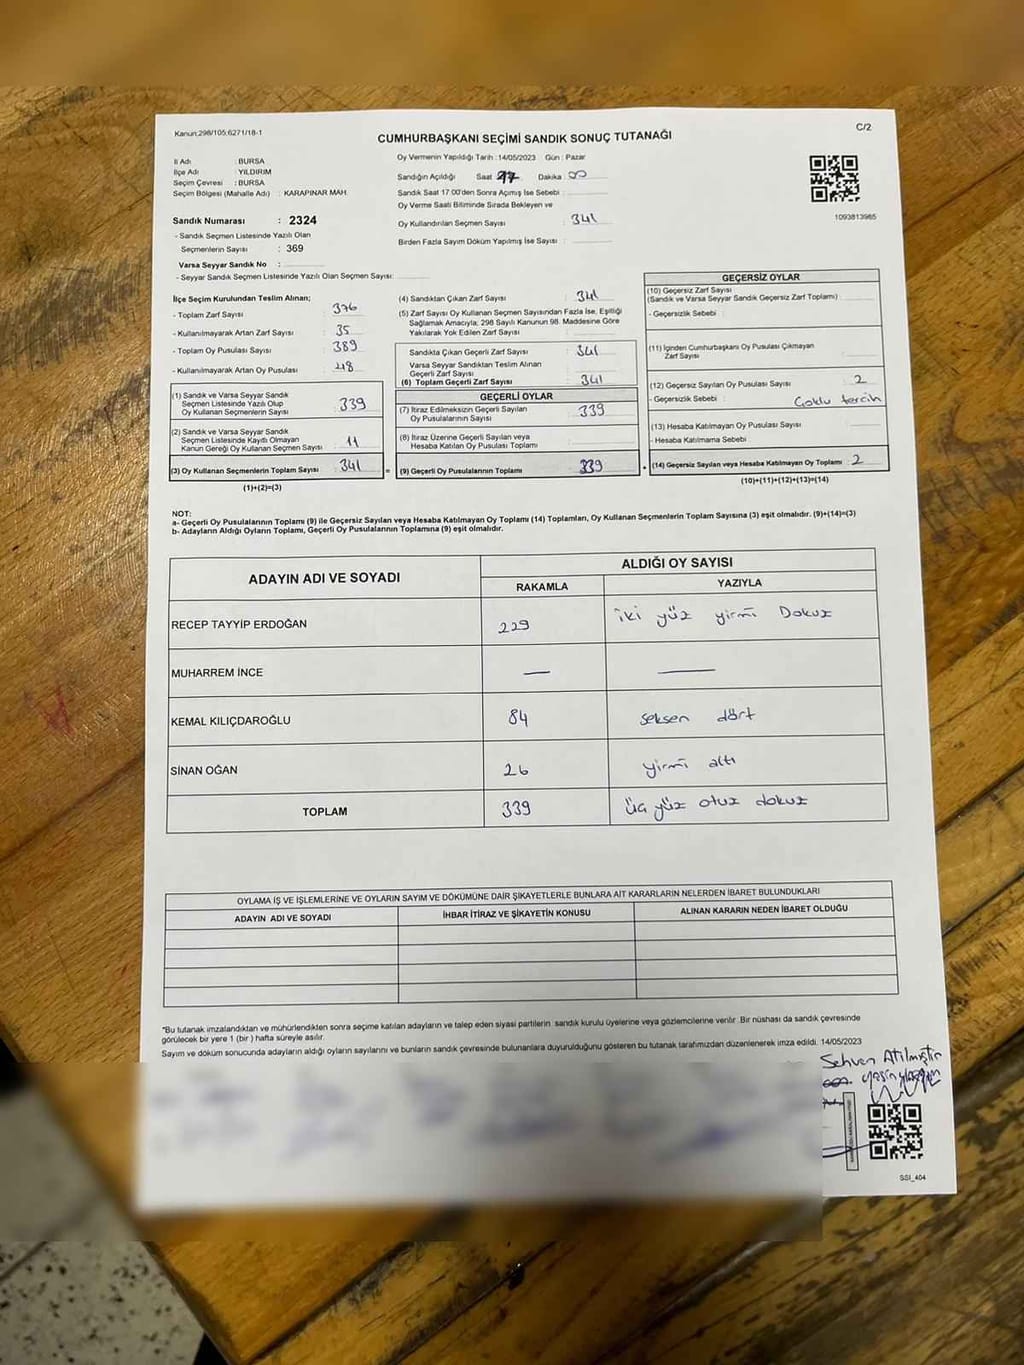 Kanun;298/105;6271/18-1
C/2
CUMHURBAŞKANI SEÇİMİ SANDIK SONUÇ TUTANAĞI
İl Adı : BURSA
İlçe Adı : YILDIRIM
Seçim Çevresi : BURSA
Seçim Bölgesi (Mahalle Adı) : KARAPINAR MAH.
Sandık Numarası : 2324
- Sandık Seçmen Listesinde Yazılı Olan
Seçmenlerin Sayısı : 369
Varsa Seyyar Sandık No :
- Seyyar Sandık Seçmen Listesinde Yazılı Olan Seçmen Sayısı:
Oy Vermenin Yapıldığı Tarih :14/05/2023 Gün : Pazar
Sandığın Açıldığı Saat 17 Dakika : 00
Sandık Saat 17:00'den Sonra Açımış İse Sebebi :
Oy Verme Saati Bitiminde Sırada Bekleyen ve
Oy Kullandırılan Seçmen Sayısı : 341
Birden Fazla Sayım Döküm Yapılmış İse Sayısı :
1093813965
İlçe Seçim Kurulundan Teslim Alınan;
- Toplam Zarf Sayısı : 376
- Kullanılmayarak Artan Zarf Sayısı : 35
- Toplam Oy Pusulası Sayısı : 389
- Kullanılmayarak Artan Oy Pusulası : 48
(1) Sandık ve Varsa Seyyar Sandık
Seçmen Listesinde Yazılı Olup
Oy Kullanan Seçmenlerin Sayısı 339
(2) Sandık ve Varsa Seyyar Sandık
Seçmen Listesinde Kayıtlı Olmayan
Kanun Gereği Oy Kullanan Seçmen Sayısı 11
(3) Oy Kullanan Seçmenlerin Toplam Sayısı 341 =
(1)+(2)=(3)
(4) Sandıktan Çıkan Zarf Sayısı : 341
(5) Zarf Sayısı Oy Kullanan Seçmen Sayısından Fazla İse, Eşitliği
Sağlamak Amacıyla; 298 Sayılı Kanunun 98. Maddesine Göre
Yakılarak Yok Edilen Zarf Sayısı :
Sandıkta Çıkan Geçerli Zarf Sayısı : 341
Varsa Seyyar Sandıktan Teslim Alınan
Geçerli Zarf Sayısı
(6) Toplam Geçerli Zarf Sayısı : 341
GEÇERLİ OYLAR
(7) İtiraz Edilmeksizin Geçerli Sayılan
Oy Pusulalarının Sayısı 339
(8) İtiraz Üzerine Geçerli Sayılan veya
Hesaba Katılan Oy Pusulası Toplamı
(9) Geçerli Oy Pusulalarının Toplamı 339 +
GEÇERSİZ OYLAR
(10) Geçersiz Zarf Sayısı
(Sandık ve Varsa Seyyar Sandık Geçersiz Zarf Toplamı) :
- Geçersizlik Sebebi :
(11) İçinden Cumhurbaşkanı Oy Pusulası Çıkmayan
Zarf Sayısı
(12) Geçersiz Sayılan Oy Pusulası Sayısı : 2
- Geçersizlik Sebebi : Çoklu tercih
(13) Hesaba Katılmayan Oy Pusulası Sayısı :
- Hesaba Katılmama Sebebi
(14) Geçersiz Sayılan veya Hesaba Katılmayan Oy Toplamı : 2
(10)+(11)+(12)+(13)=(14)
NOT:
a- Geçerli Oy Pusulalarının Toplamı (9) ile Geçersiz Sayılan veya Hesaba Katılmayan Oy Toplamı (14) Toplamları, Oy Kullanan Seçmenlerin Toplam Sayısına (3) eşit olmalıdır. (9)+(14)=(3)
b- Adayların Aldığı Oyların Toplamı, Geçerli Oy Pusulalarının Toplamına (9) eşit olmalıdır.
ADAYIN ADI VE SOYADI
ALDIĞI OY SAYISI
RAKAMLA YAZIYLA
RECEP TAYYİP ERDOĞAN 229 iki yüz yirmi Dokuz
MUHARREM İNCE — —
KEMAL KILIÇDAROĞLU 84 seksen dört
SİNAN OĞAN 26 yirmi altı
TOPLAM 339 üç yüz otuz dokuz
OYLAMA İŞ VE İŞLEMLERİNE VE OYLARIN SAYIM VE DÖKÜMÜNE DAİR ŞİKAYETLERLE BUNLARA AİT KARARLARIN NELERDEN İBARET BULUNDUKLARI
ADAYIN ADI VE SOYADI İHBAR İTİRAZ VE ŞİKAYETİN KONUSU ALINAN KARARIN NEDEN İBARET OLDUĞU
*Bu tutanak imzalandıktan ve mühürlendikten sonra seçime katılan adayların ve talep eden siyasi partilerin sandık kurulu üyelerine veya gözlemcilerine verilir. Bir nüshası da sandık çevresinde
görülecek bir yere 1 (bir ) hafta süreyle asılır.
Sayım ve döküm sonucunda adayların aldığı oyların sayılarını ve bunların sandık çevresinde bulunanlara duyurulduğunu gösteren bu tutanak tarafımızdan düzenlenerek imza edildi. 14/05/2023
Sehven Atılmıştır
SSI_404